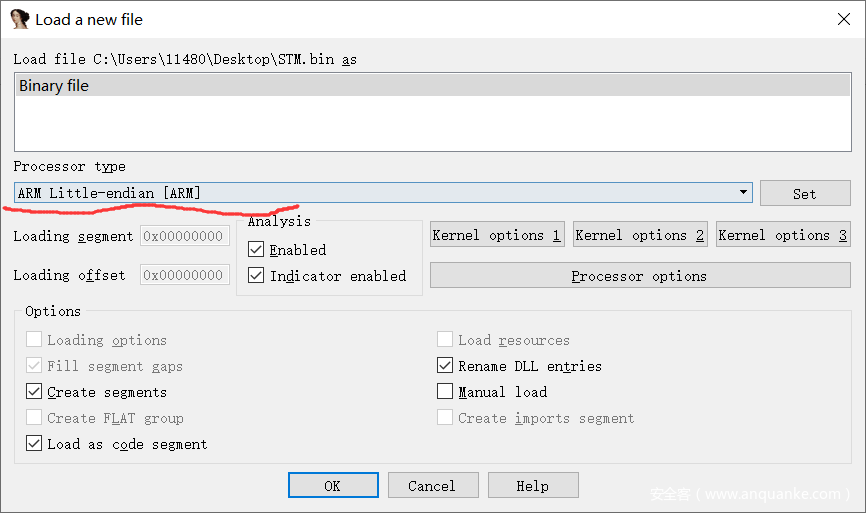 Load a new file
Load file C:\Users\11480\Desktop\STM.bin as
Binary file
Processor type
ARM Little-endian [ARM]
Set
Loading segment 0x00000000
Loading offset 0x00000000
Analysis
Enabled
Indicator enabled
Kernel options 1
Kernel options 2
Kernel options 3
Processor options
Options
Loading options
Fill segment gaps
Create segments
Create FLAT group
Load as code segment
Load resources
Rename DLL entries
Manual load
Create imports segment
OK
Cancel
Help
安全客（www.anquanke.com）